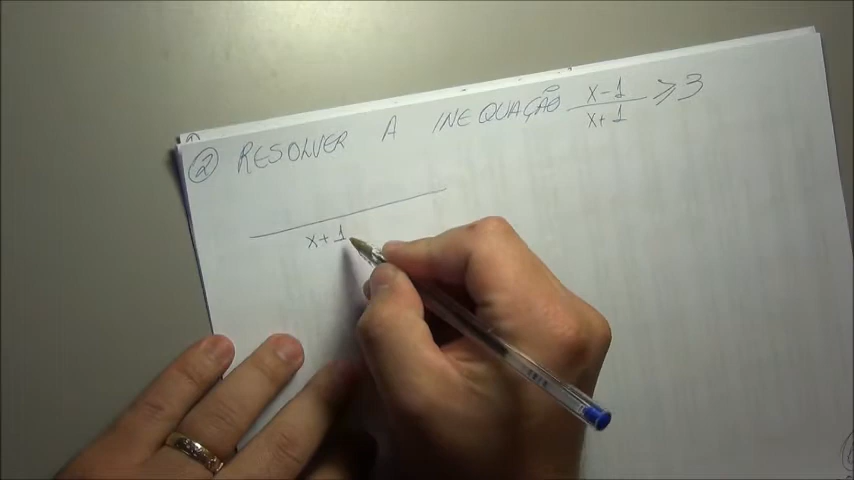 ② RESOLVER A INEQUAÇÃO x-1/x+1 ≥ 3
x+1